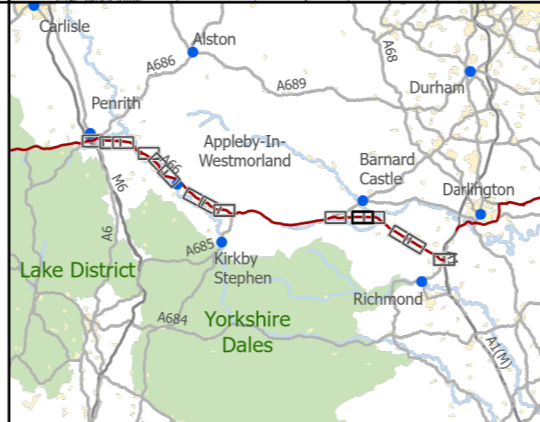 Carlisle
Alston
A686
A68
A689
Durham
Penrith
Appleby-In-
Westmorland
A66
Barnard
Castle
Darlington
M6
A6
A685
Lake District
Kirkby
Stephen
Richmond
A684
Yorkshire
Dales
A1(M)